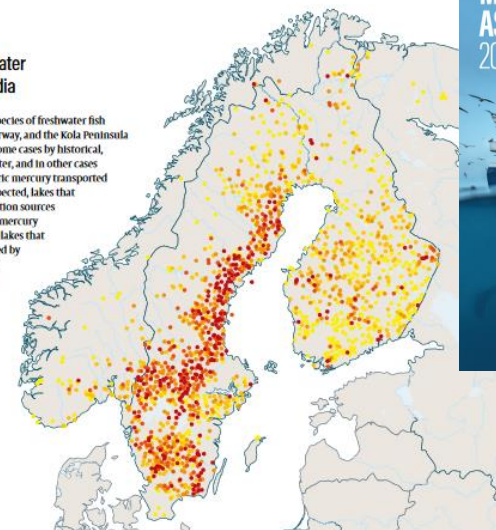 ater
dia
pecies of freshwater fish
rway, and the Kola Peninsula
ome cases by historical,
ter, and in other cases
ric mercury transported
pected, lakes that
tion sources
mercury
lakes that
ed by
AS
20